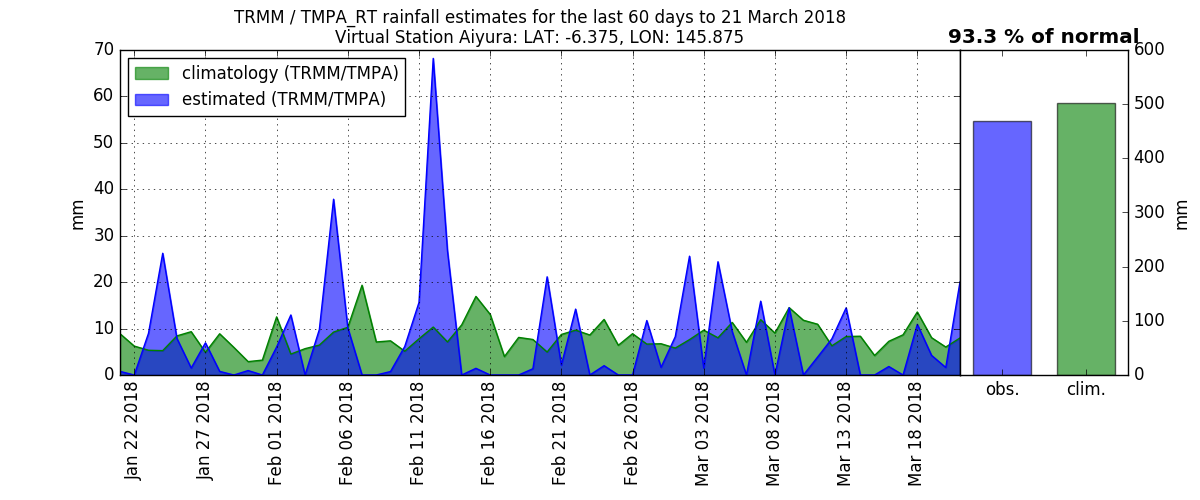 TRMM / TMPA_RT rainfall estimates for the last 60 days to 21 March 2018
Virtual Station Aiyura: LAT: -6.375, LON: 145.875
93.3 % of normal
climatology (TRMM/TMPA)
estimated (TRMM/TMPA)
70
60
50
40
30
20
10
0
mm
Jan 22 2018
Jan 27 2018
Feb 01 2018
Feb 06 2018
Feb 11 2018
Feb 16 2018
Feb 21 2018
Feb 26 2018
Mar 03 2018
Mar 08 2018
Mar 13 2018
Mar 18 2018
obs.
clim.
600
500
400
300
200
100
0
mm